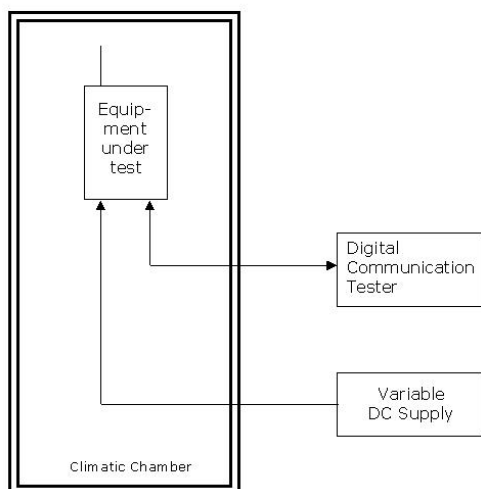 Equip-
ment
under
test
Digital
Communication
Tester
Variable
DC Supply
Climatic Chamber